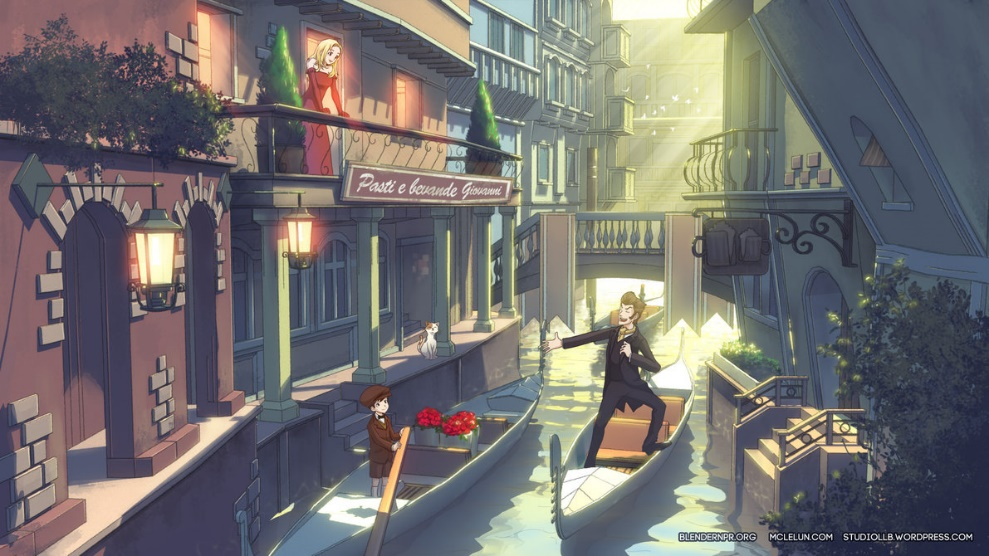 Pasti e bevande Giovanni
BLENDERNPR.ORG MCLELUN.COM STUDIOLLB.WORDPRESS.COM